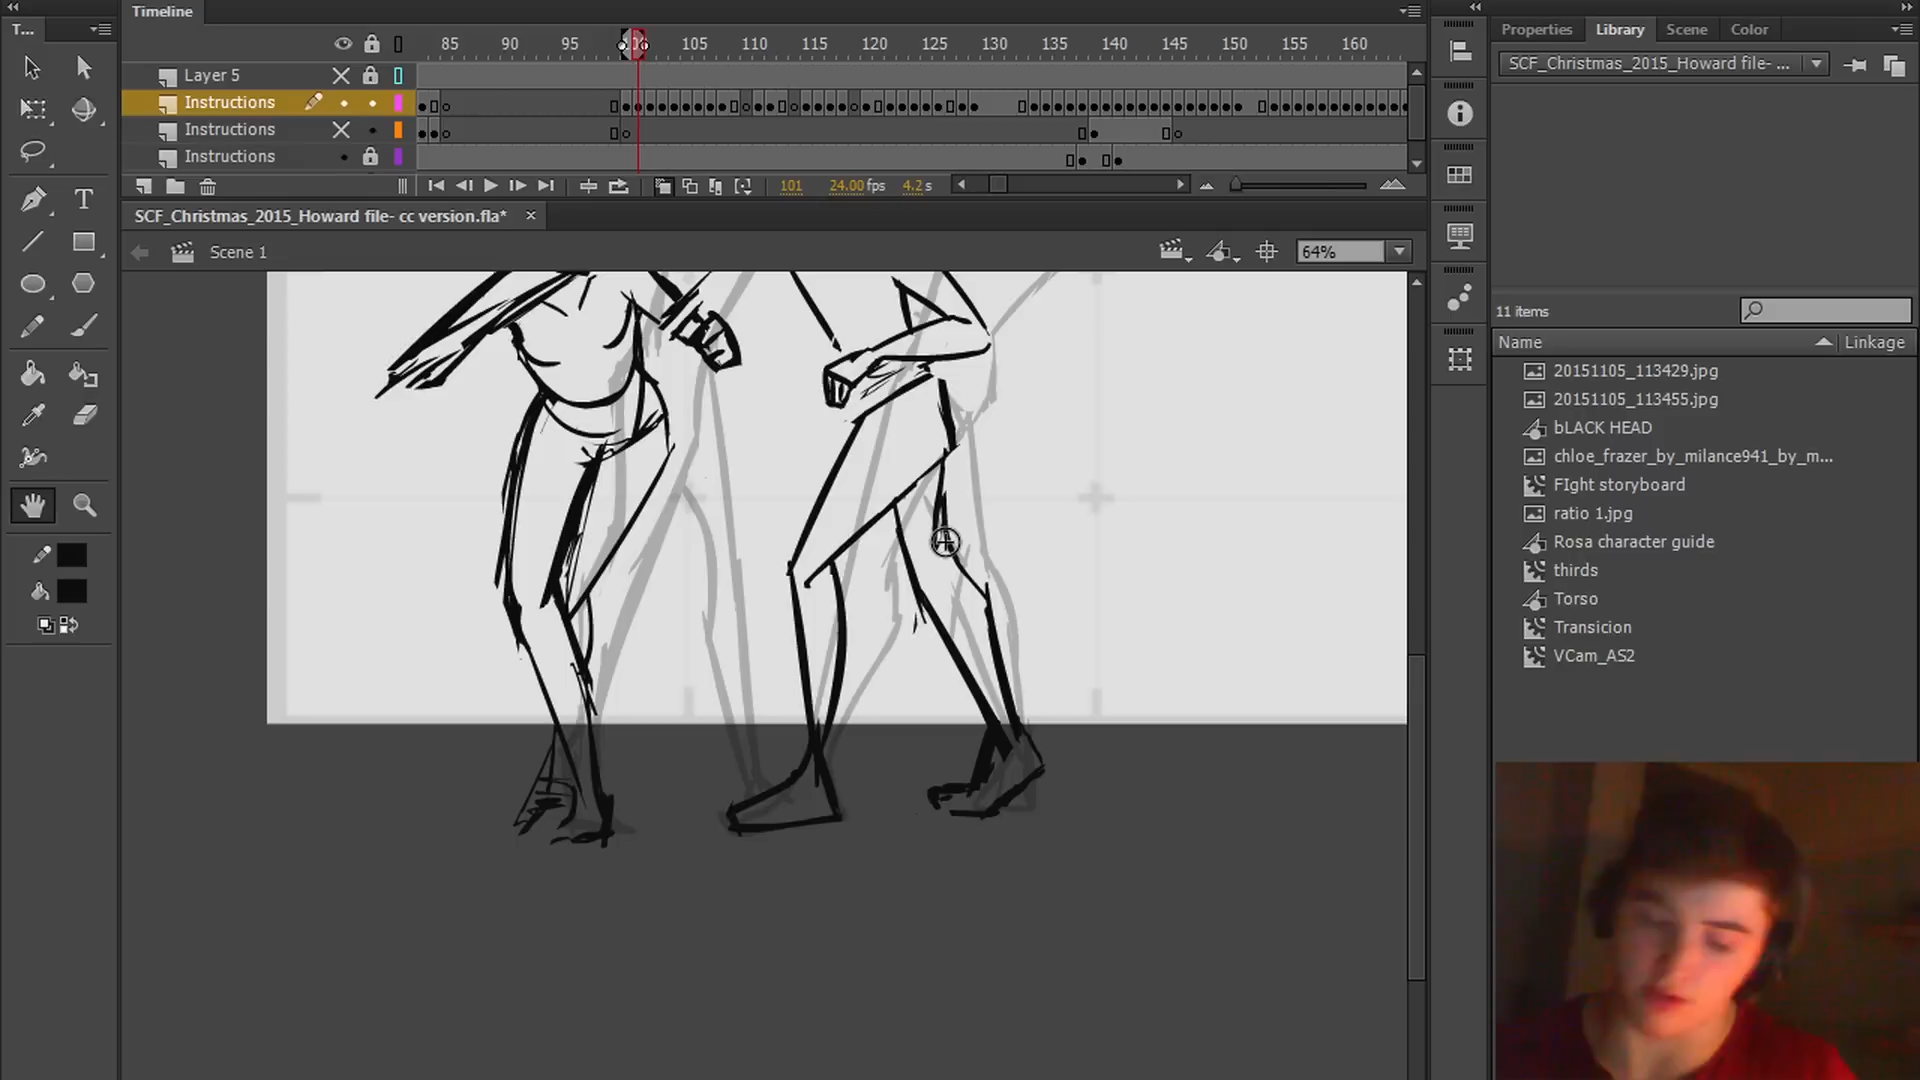 Timeline
T...
Properties
Library
Scene
Color
85 90 95 105 110 115 120 125 130 135 140 145 150 155 160
SCF_Christmas_2015_Howard file- ...
Layer 5
Instructions
Instructions
Instructions
101 24.00 fps 4.2 s
SCF_Christmas_2015_Howard file- cc version.fla*
Scene 1
64%
11 items
Name
Linkage
20151105_113429.jpg
20151105_113455.jpg
bLACK HEAD
chloe_frazer_by_milance941_by_m...
FIght storyboard
ratio 1.jpg
Rosa character guide
thirds
Torso
Transicion
VCam_AS2